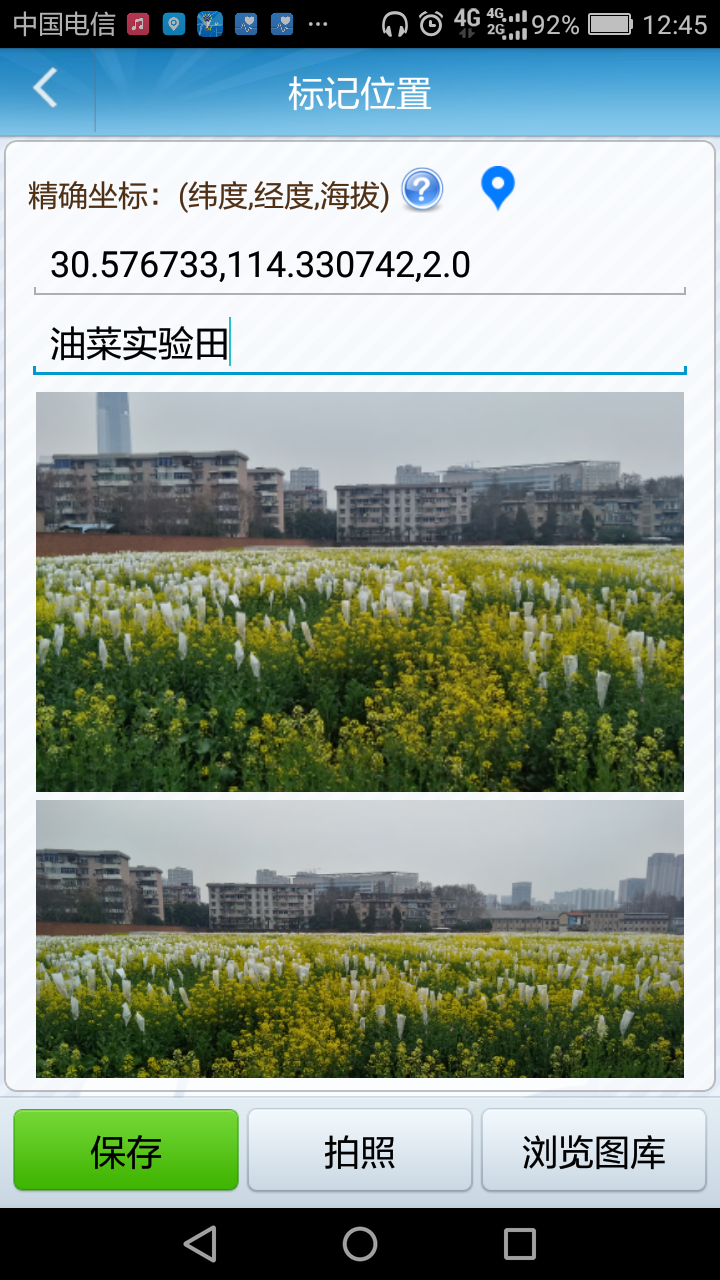 中国电信 4G 4G 2G 92% 12:45
标记位置
精确坐标：(纬度,经度,海拔)
30.576733,114.330742,2.0
油菜实验田
保存 拍照 浏览图库